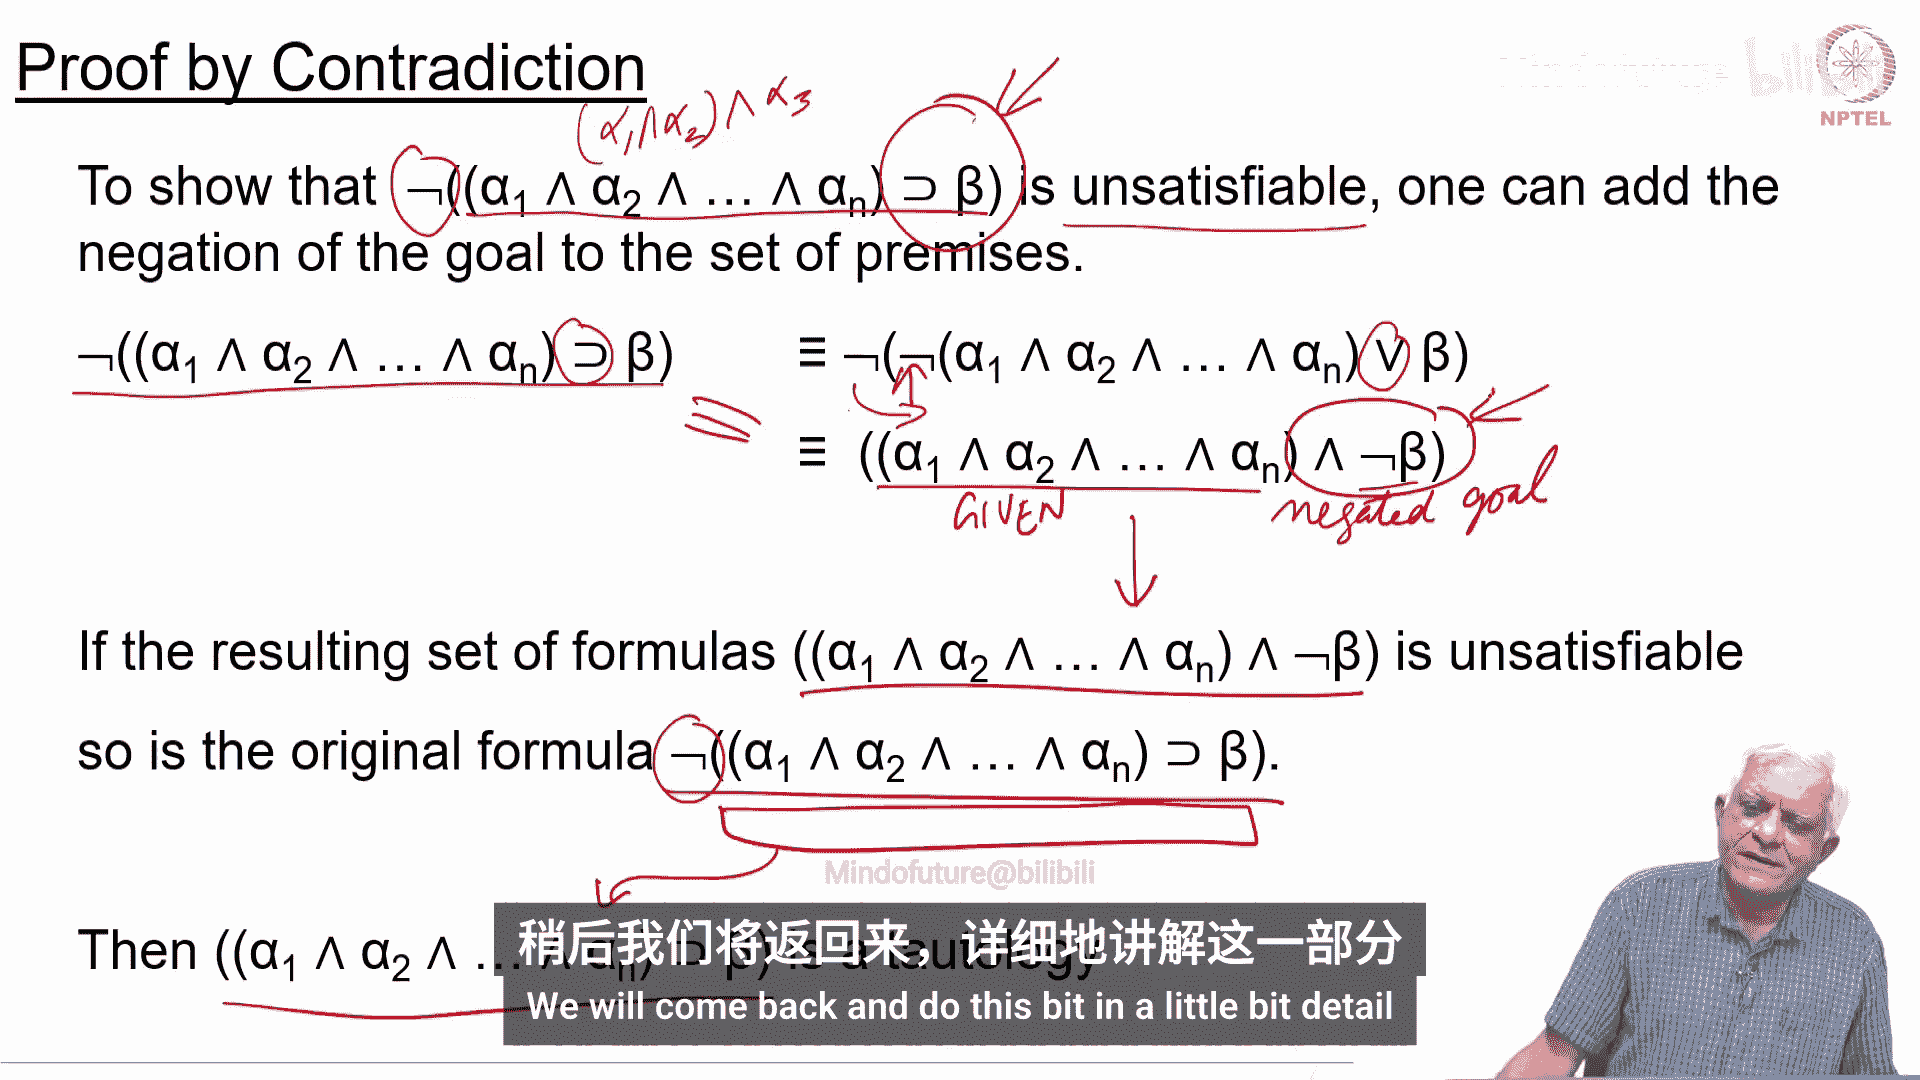 Proof by Contradiction
bili
NPTEL
(α₁ ∧ α₂) ∧ α₃
To show that ¬((α₁ ∧ α₂ ∧ … ∧ αₙ) ⊃ β) is unsatisfiable, one can add the
negation of the goal to the set of premises.
¬((α₁ ∧ α₂ ∧ … ∧ αₙ) ⊃ β) ≡ ¬(¬(α₁ ∧ α₂ ∧ … ∧ αₙ) ∨ β)
≡ ((α₁ ∧ α₂ ∧ … ∧ αₙ) ∧ ¬β)
GIVEN negated goal
If the resulting set of formulas ((α₁ ∧ α₂ ∧ … ∧ αₙ) ∧ ¬β) is unsatisfiable
so is the original formula ¬((α₁ ∧ α₂ ∧ … ∧ αₙ) ⊃ β).
Mindofuture@bilibili
Then ((α₁ ∧ α₂ ∧ … ∧ αₙ) ⊃ β) is a tautology
稍后我们将返回来，详细地讲解这一部分
We will come back and do this bit in a little bit detail